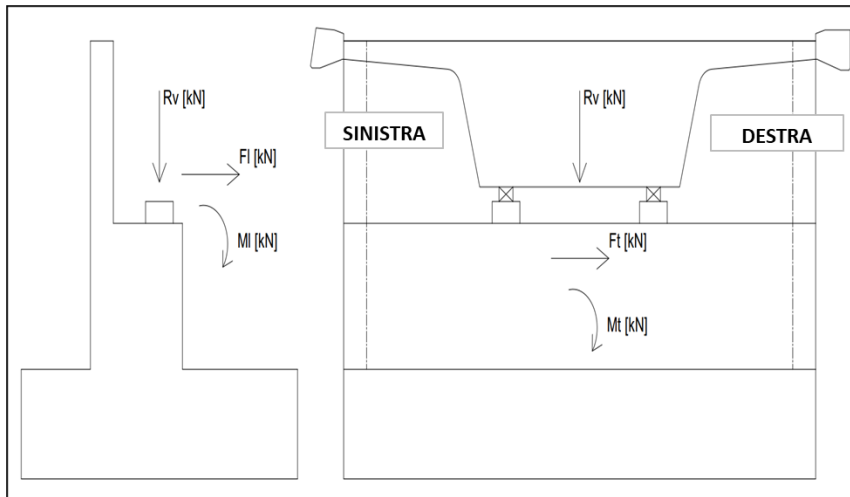 Rv [kN]
Fl [kN]
Ml [kN]
SINISTRA
Rv [kN]
DESTRA
Ft [kN]
Mt [kN]